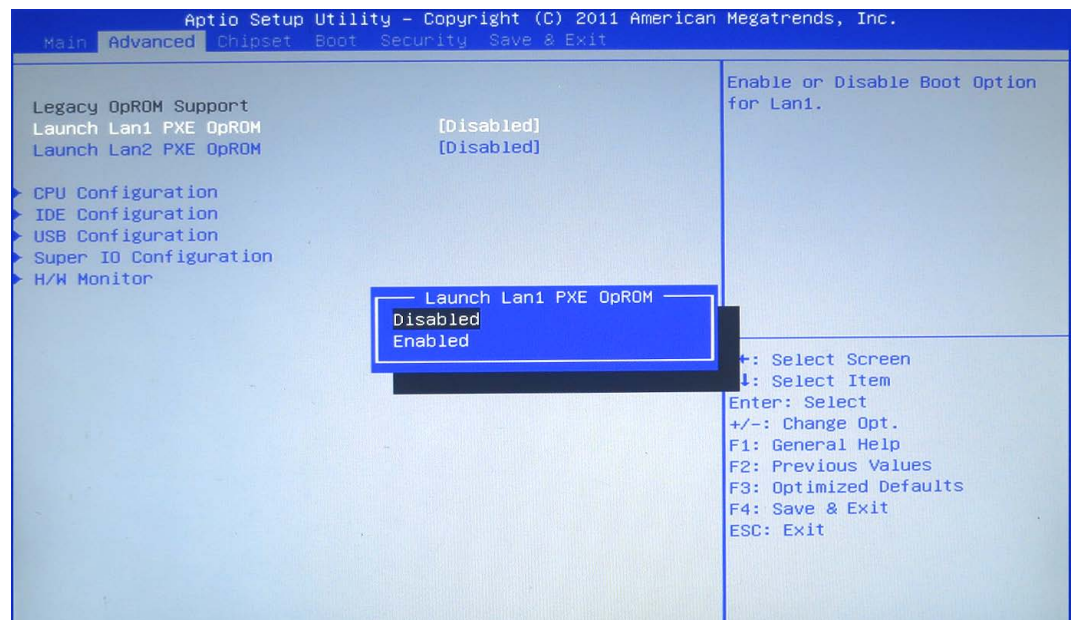 Aptio Setup Utility – Copyright (C) 2011 American Megatrends, Inc.
Main Advanced Chipset Boot Security Save & Exit
Legacy OpROM Support
Launch Lan1 PXE OpROM [Disabled]
Launch Lan2 PXE OpROM [Disabled]
CPU Configuration
IDE Configuration
USB Configuration
Super IO Configuration
H/W Monitor
Launch Lan1 PXE OpROM
Disabled
Enabled
Enable or Disable Boot Option
for Lan1.
: Select Screen
: Select Item
Enter: Select
+/-: Change Opt.
F1: General Help
F2: Previous Values
F3: Optimized Defaults
F4: Save & Exit
ESC: Exit